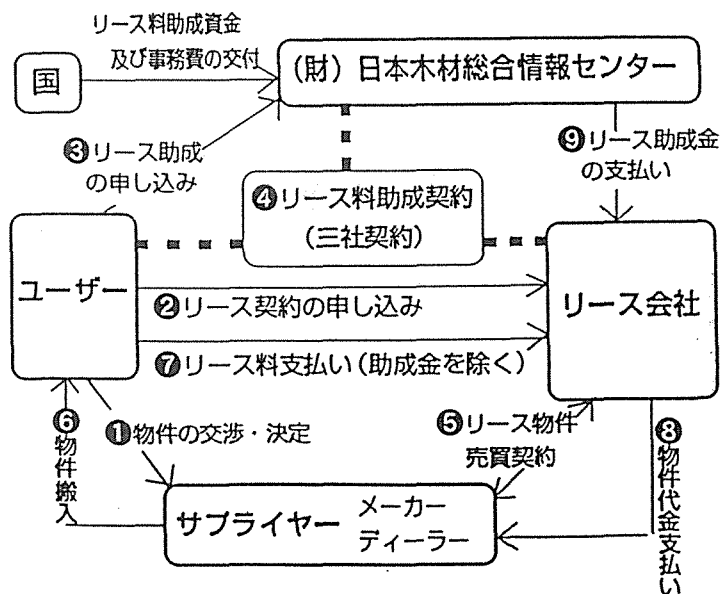 リース料助成資金
及び事務費の交付
国
(財)日本木材総合情報センター
❸リース助成
の申し込み
❾リース助成金
の支払い
❹リース料助成契約
(三社契約)
ユーザー
リース会社
❷リース契約の申し込み
❼リース料支払い(助成金を除く)
❻物件搬入
❶物件の交渉・決定
❺リース物件
売買契約
❽物件代金支払い
サプライヤー
メーカー
ディーラー